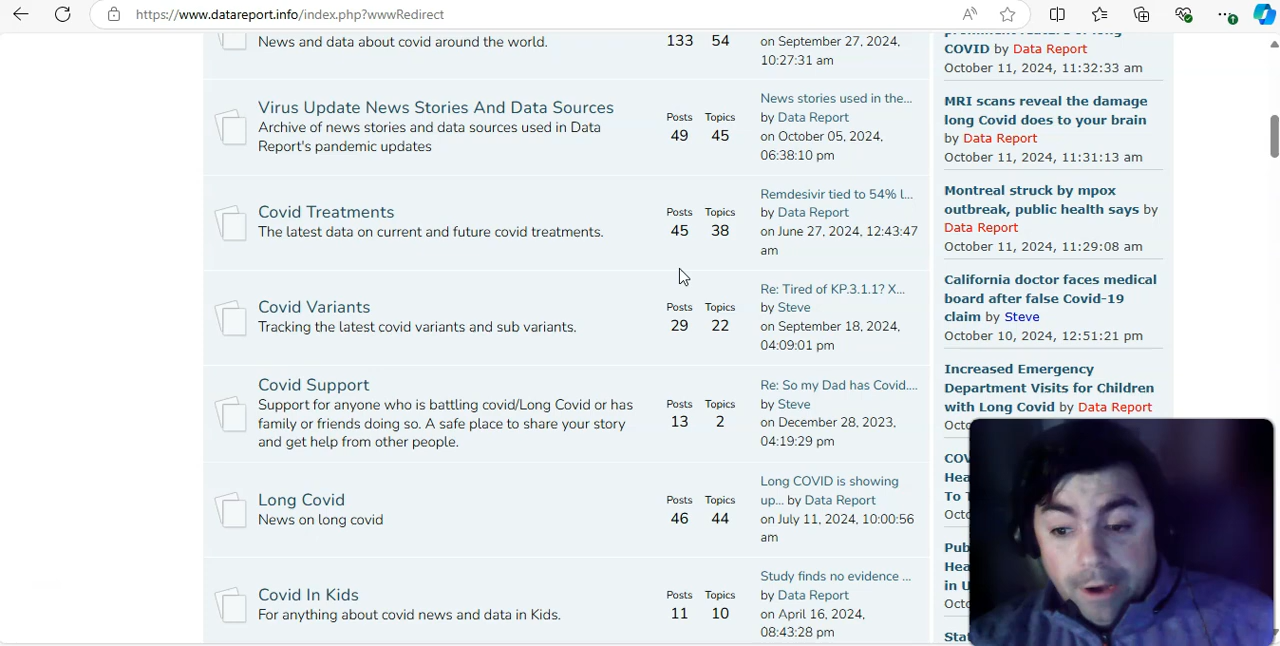 https://www.datareport.info/index.php?wwwRedirect
News and data about covid around the world.
133 54
on September 27, 2024,
10:27:31 am
Virus Update News Stories And Data Sources
Archive of news stories and data sources used in Data
Report's pandemic updates
Posts Topics
49 45
News stories used in the...
by Data Report
on October 05, 2024,
06:38:10 pm
Covid Treatments
The latest data on current and future covid treatments.
Posts Topics
45 38
Remdesivir tied to 54% l...
by Data Report
on June 27, 2024, 12:43:47
am
Covid Variants
Tracking the latest covid variants and sub variants.
Posts Topics
29 22
Re: Tired of KP.3.1.1? X...
by Steve
on September 18, 2024,
04:09:01 pm
Covid Support
Support for anyone who is battling covid/Long Covid or has
family or friends doing so. A safe place to share your story
and get help from other people.
Posts Topics
13 2
Re: So my Dad has Covid....
by Steve
on December 28, 2023,
04:19:29 pm
Long Covid
News on long covid
Posts Topics
46 44
Long COVID is showing
up... by Data Report
on July 11, 2024, 10:00:56
am
Covid In Kids
For anything about covid news and data in Kids.
Posts Topics
11 10
Study finds no evidence ...
by Data Report
on April 16, 2024,
08:43:28 pm
prominent feature of long
COVID by Data Report
October 11, 2024, 11:32:33 am
MRI scans reveal the damage
long Covid does to your brain
by Data Report
October 11, 2024, 11:31:13 am
Montreal struck by mpox
outbreak, public health says by
Data Report
October 11, 2024, 11:29:08 am
California doctor faces medical
board after false Covid-19
claim by Steve
October 10, 2024, 12:51:21 pm
Increased Emergency
Department Visits for Children
with Long Covid by Data Report